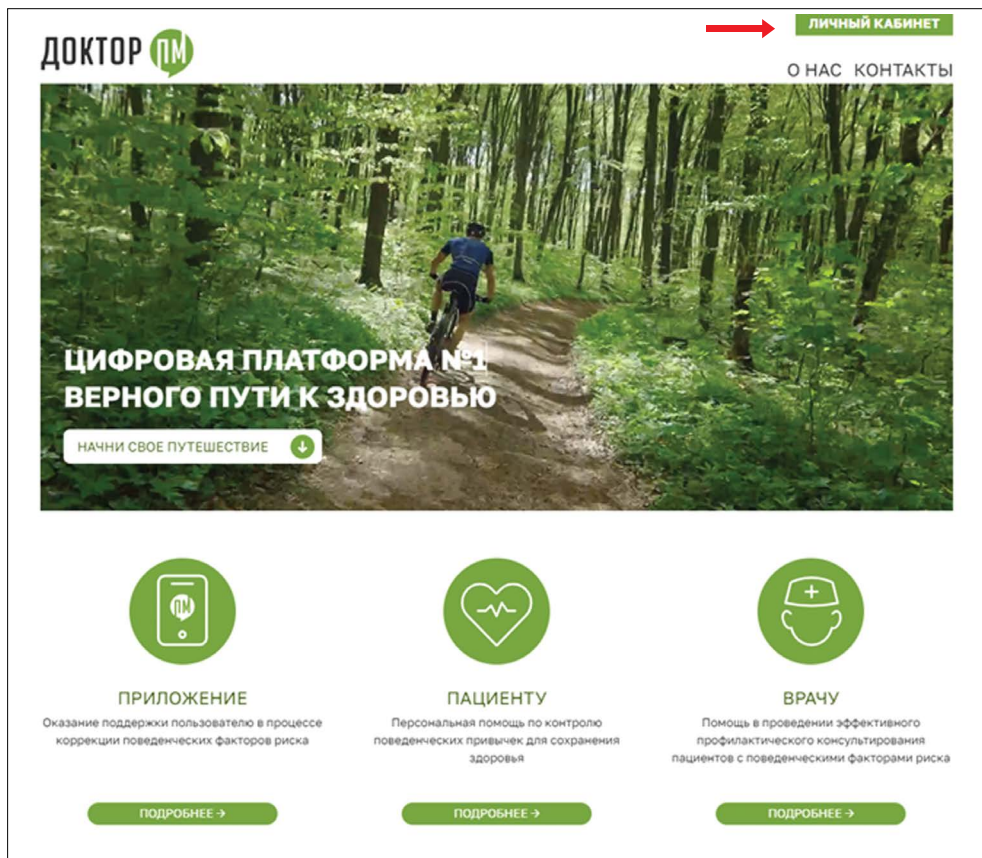 ЛИЧНЫЙ КАБИНЕТ
ДОКТОР ПМ
О НАС КОНТАКТЫ
ЦИФРОВАЯ ПЛАТФОРМА №1
ВЕРНОГО ПУТИ К ЗДОРОВЬЮ
НАЧНИ СВОЕ ПУТЕШЕСТВИЕ
ПМ
ПРИЛОЖЕНИЕ
Оказание поддержки пользователю в процессе
коррекции поведенческих факторов риска
ПОДРОБНЕЕ →
ПАЦИЕНТУ
Персональная помощь по контролю
поведенческих привычек для сохранения
здоровья
ПОДРОБНЕЕ →
ВРАЧУ
Помощь в проведении эффективного
профилактического консультирования
пациентов с поведенческими факторами риска
ПОДРОБНЕЕ →